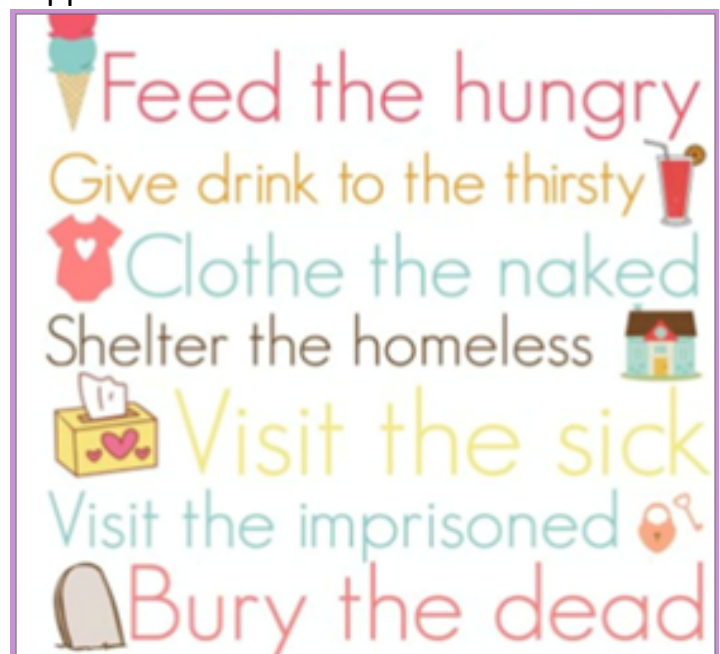 Feed the hungry
Give drink to the thirsty
Clothe the naked
Shelter the homeless
Visit the sick
Visit the imprisoned
Bury the dead